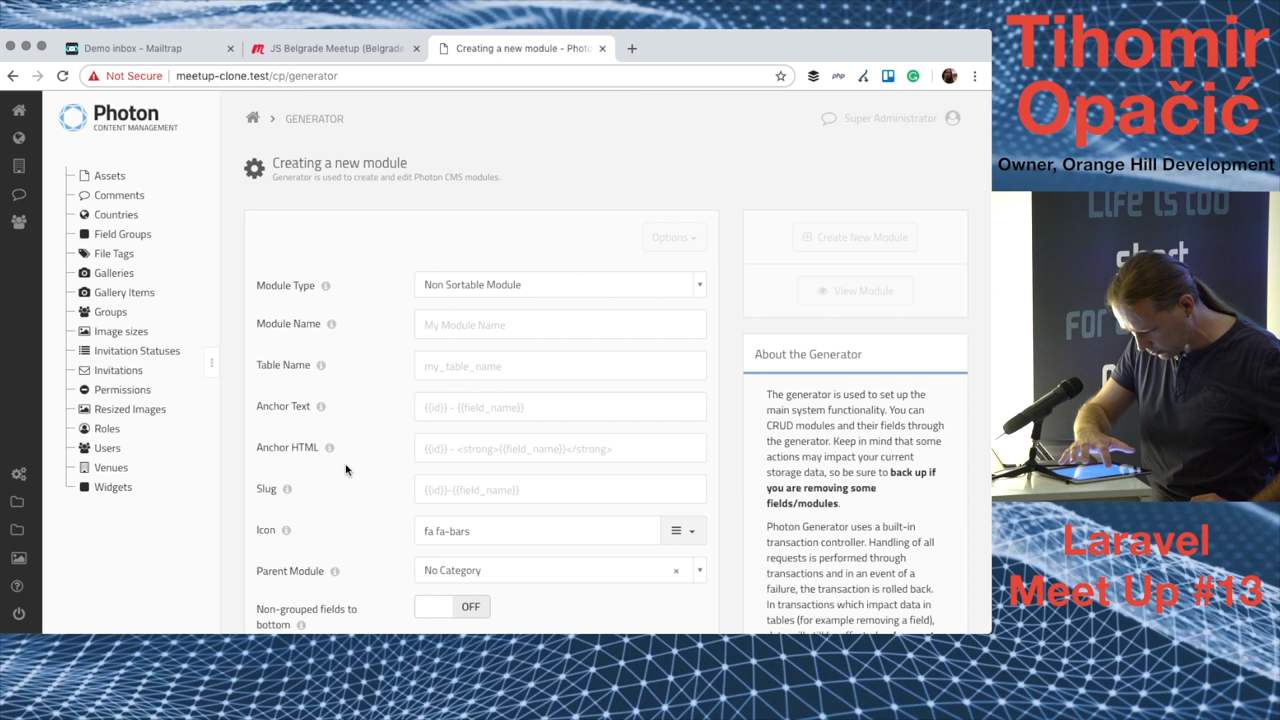 Demo inbox - Mailtrap
JS Belgrade Meetup (Belgrade,
Creating a new module - Photo
Not Secure
meetup-clone.test/cp/generator
php
Photon
CONTENT MANAGEMENT
GENERATOR
Super Administrator
Creating a new module
Generator is used to create and edit Photon CMS modules.
Assets
Comments
Countries
Field Groups
File Tags
Galleries
Gallery Items
Groups
Image sizes
Invitation Statuses
Invitations
Permissions
Resized Images
Roles
Users
Venues
Widgets
Options
Module Type
Non Sortable Module
Module Name
My Module Name
Table Name
my_table_name
Anchor Text
{{id}} - {{field_name}}
Anchor HTML
{{id}} - <strong>{{field_name}}</strong>
Slug
{{id}}-{{field_name}}
Icon
fa fa-bars
Parent Module
No Category
Non-grouped fields to
bottom
OFF
Create New Module
View Module
About the Generator
The generator is used to set up the
main system functionality. You can
CRUD modules and their fields through
the generator. Keep in mind that some
actions may impact your current
storage data, so be sure to back up if
you are removing some
fields/modules.
Photon Generator uses a built-in
transaction controller. Handling of all
requests is performed through
transactions and in an event of a
failure, the transaction is rolled back.
In transactions which impact data in
tables (for example removing a field),
Tihomir
Opačić
Owner, Orange Hill Development
LIFE IS TOO
short
FOR
Laravel
Meet Up #13